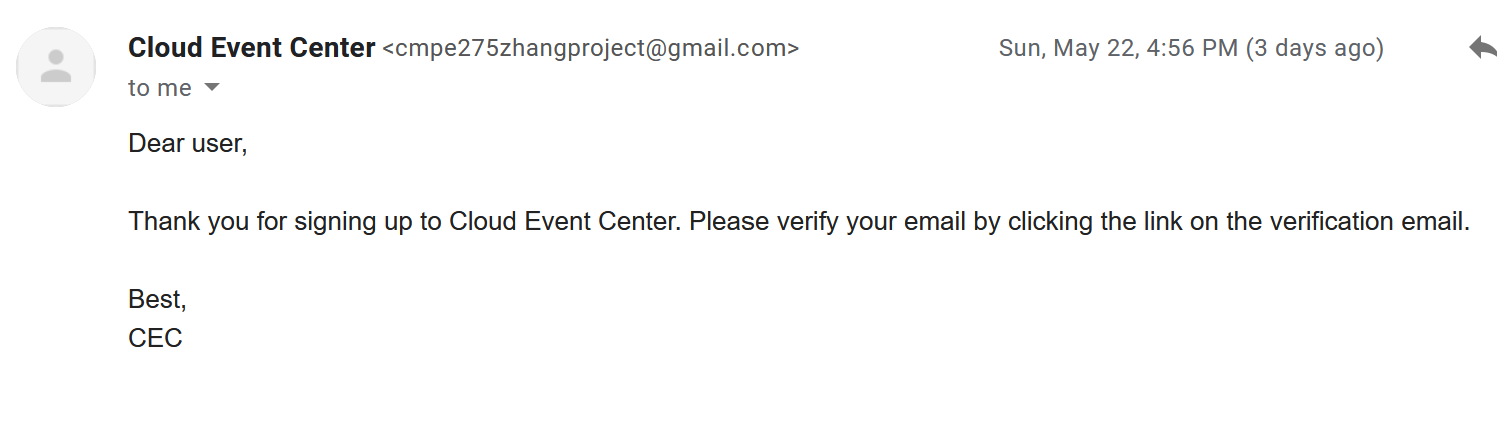 Cloud Event Center <cmpe275zhangproject@gmail.com> Sun, May 22, 4:56 PM (3 days ago)
to me
Dear user,
Thank you for signing up to Cloud Event Center. Please verify your email by clicking the link on the verification email.
Best,
CEC